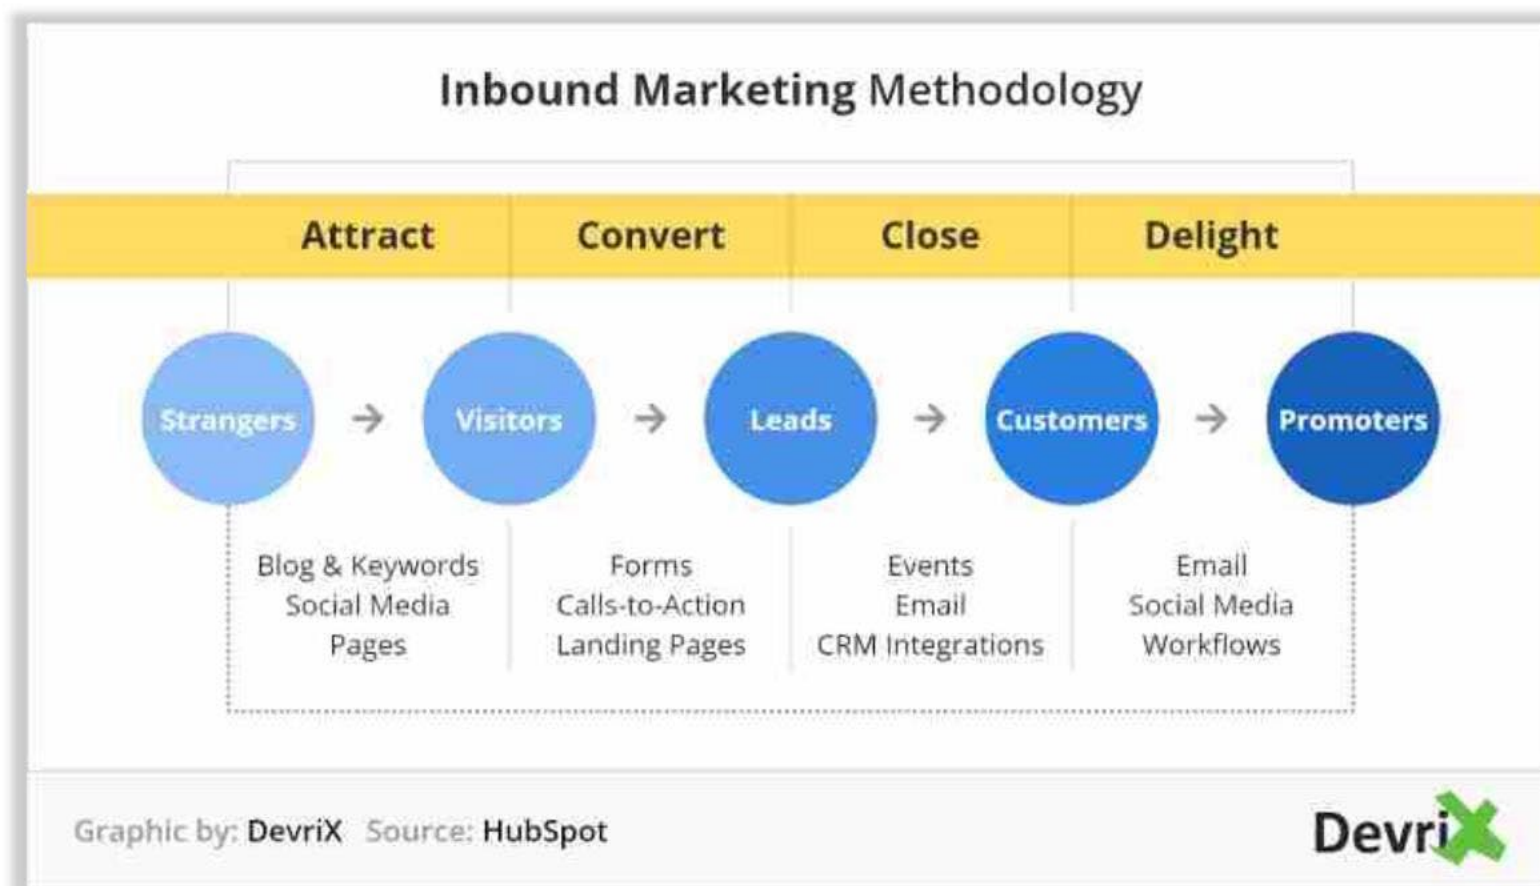 Inbound Marketing Methodology
Attract Convert Close Delight
Strangers → Visitors → Leads → Customers → Promoters
Blog & Keywords
Social Media
Pages
Forms
Calls-to-Action
Landing Pages
Events
Email
CRM Integrations
Email
Social Media
Workflows
Graphic by: DevriX Source: HubSpot
DevriX